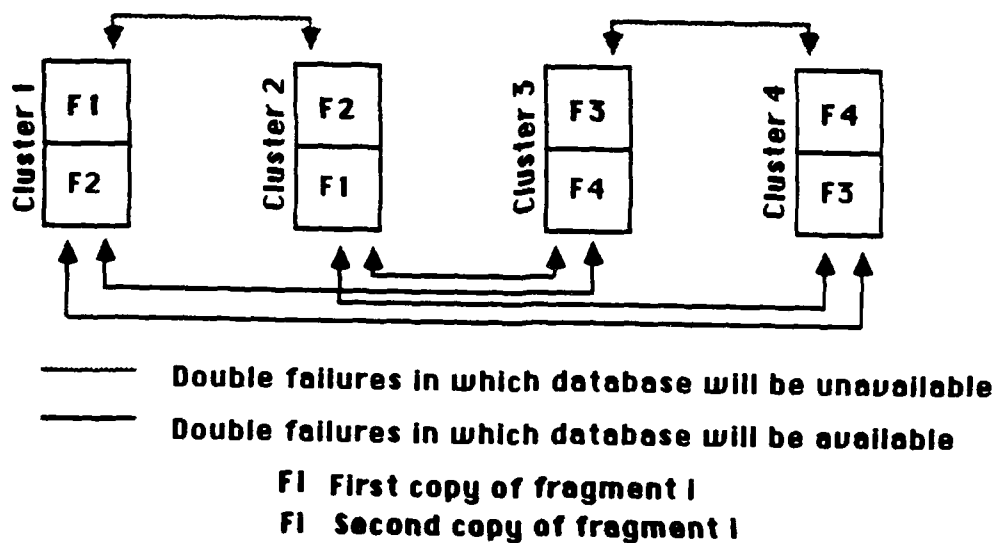 Cluster 1
F1
F2
Cluster 2
F2
F1
Cluster 3
F3
F4
Cluster 4
F4
F3
Double failures in which database will be unavailable
Double failures in which database will be available
Fi First copy of fragment i
Fi Second copy of fragment i